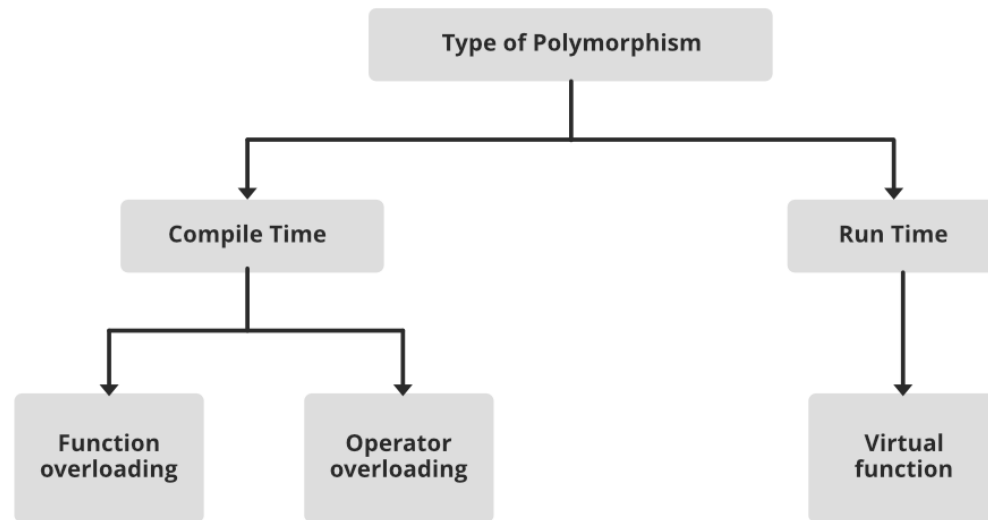 Type of Polymorphism
Compile Time
Run Time
Function
overloading
Operator
overloading
Virtual
function